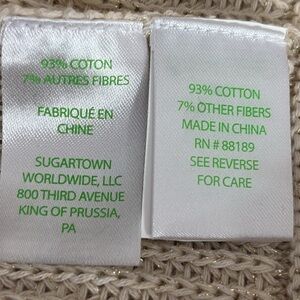 93% COTON
7% AUTRES FIBRES
FABRIQUÉ EN
CHINE
SUGARTOWN
WORLDWIDE, LLC
800 THIRD AVENUE
KING OF PRUSSIA,
PA
93% COTTON
7% OTHER FIBERS
MADE IN CHINA
RN # 88189
SEE REVERSE
FOR CARE